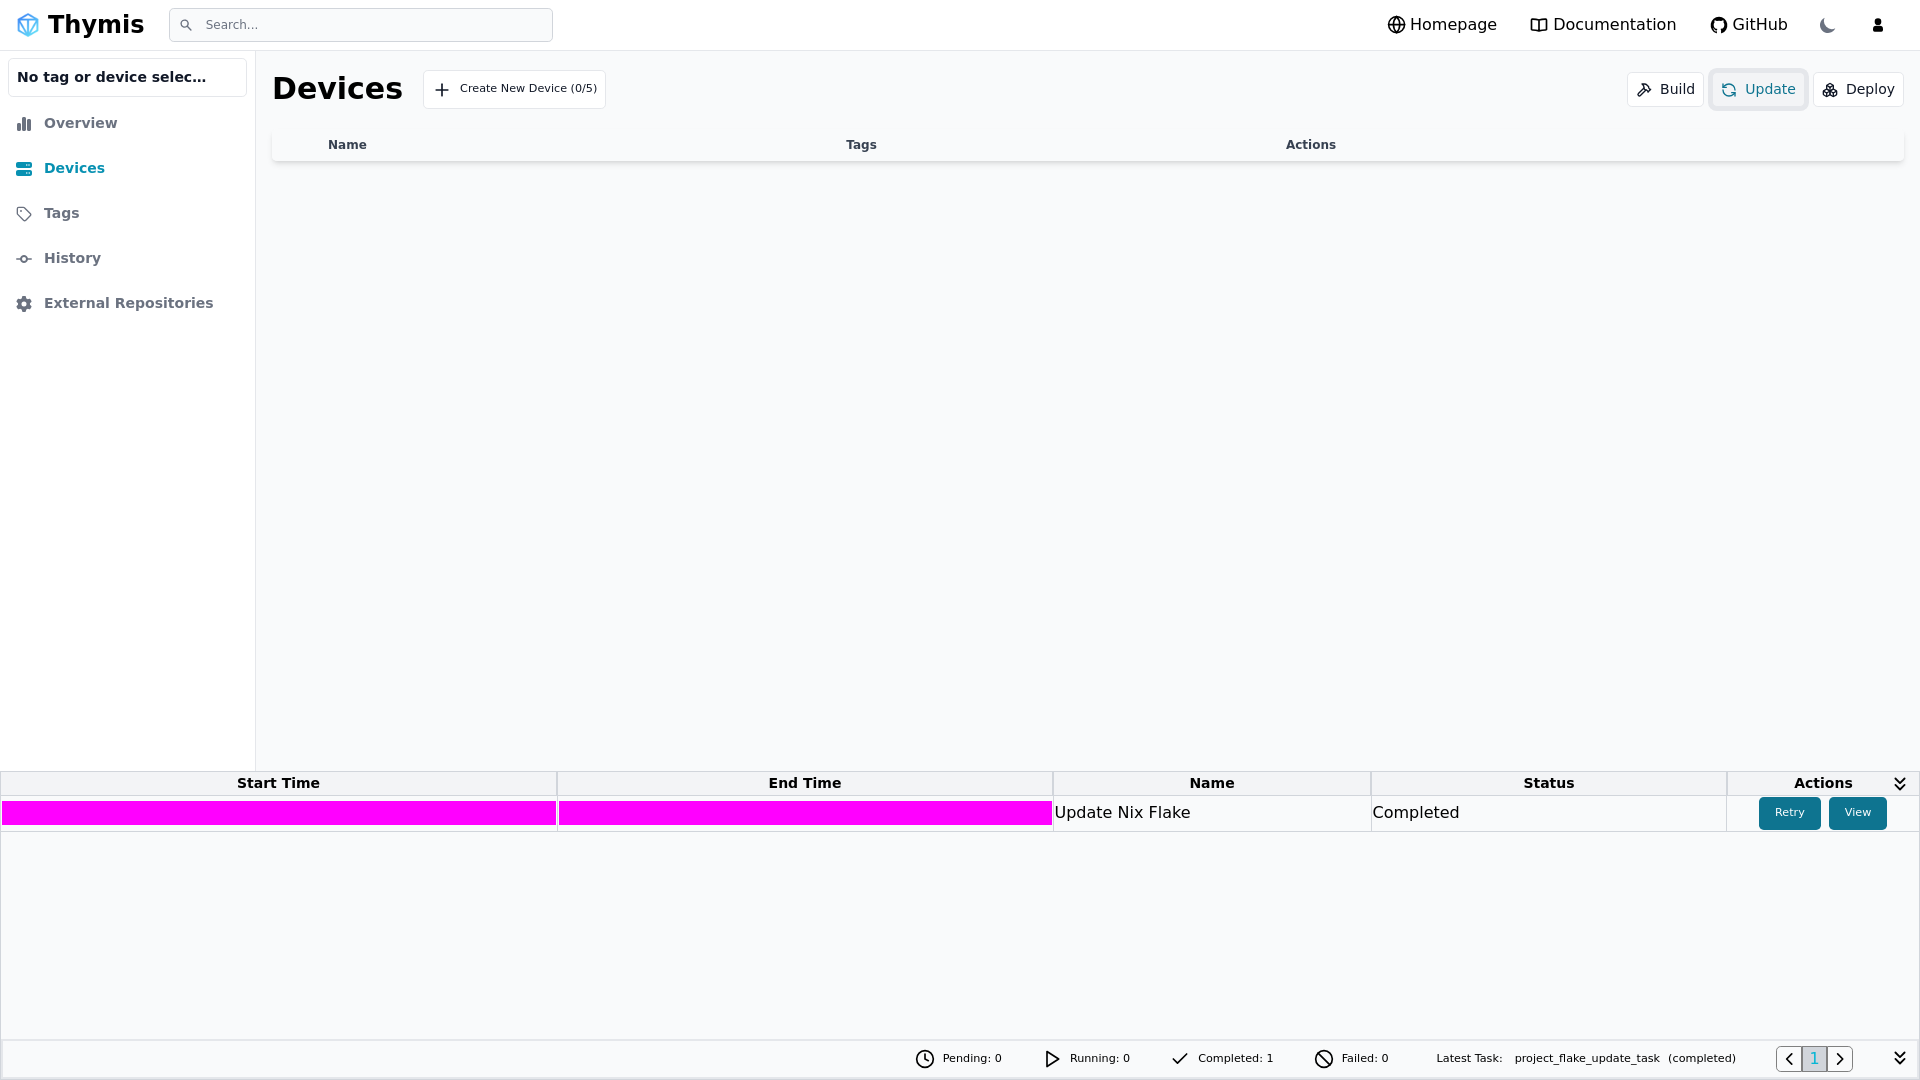 Thymis
Search...
Homepage
Documentation
GitHub
No tag or device selec...
Overview
Devices
Tags
History
External Repositories
Devices
Create New Device (0/5)
Build
Update
Deploy
Name Tags Actions
Start Time End Time Name Status Actions
Update Nix Flake Completed Retry View
Pending: 0 Running: 0 Completed: 1 Failed: 0 Latest Task: project_flake_update_task (completed) 1